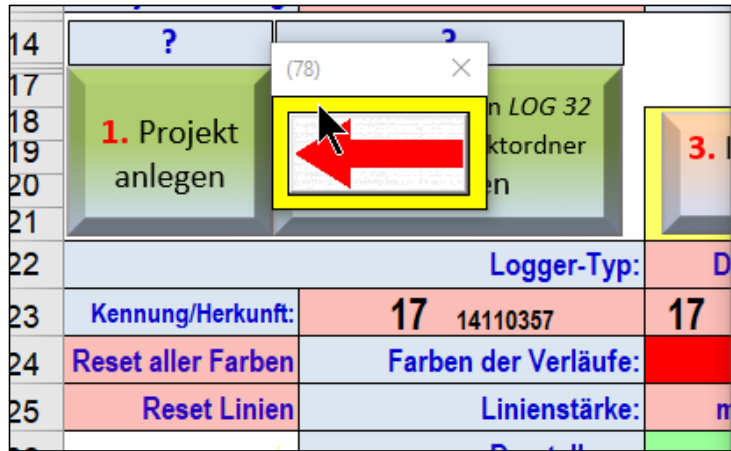 14 ? ?
(78)
17
18 1. Projekt n LOG 32 3.
19 anlegen ktordner
20 n
21
22 Logger-Typ: D
23 Kennung/Herkunft: 17 14110357 17
24 Reset aller Farben Farben der Verläufe:
25 Reset Linien Linienstärke: m